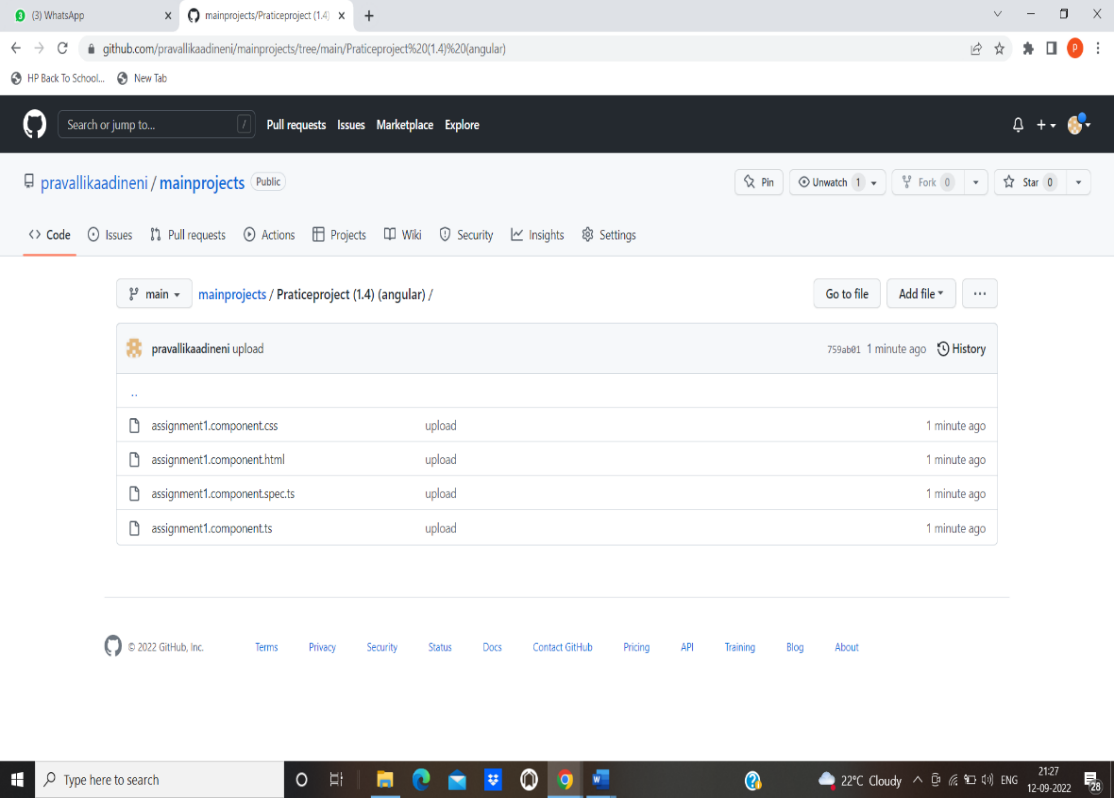 (3) WhatsApp
mainprojects/Praticeproject (1.4)
github.com/pravallikaadineni/mainprojects/tree/main/Praticeproject%20(1.4)%20(angular)
P
HP Back To School...
New Tab
Search or jump to...
/
Pull requests
Issues
Marketplace
Explore
pravallikaadineni / mainprojects
Public
Pin
Unwatch 1
Fork 0
Star 0
Code
Issues
Pull requests
Actions
Projects
Wiki
Security
Insights
Settings
main
mainprojects / Praticeproject (1.4) (angular) /
Go to file
Add file
...
pravallikaadineni upload
759ab01 1 minute ago
History
..
assignment1.component.css upload 1 minute ago
assignment1.component.html upload 1 minute ago
assignment1.component.spec.ts upload 1 minute ago
assignment1.component.ts upload 1 minute ago
© 2022 GitHub, Inc.
Terms
Privacy
Security
Status
Docs
Contact GitHub
Pricing
API
Training
Blog
About
Type here to search
22°C Cloudy
ENG
21:27
12-09-2022
28